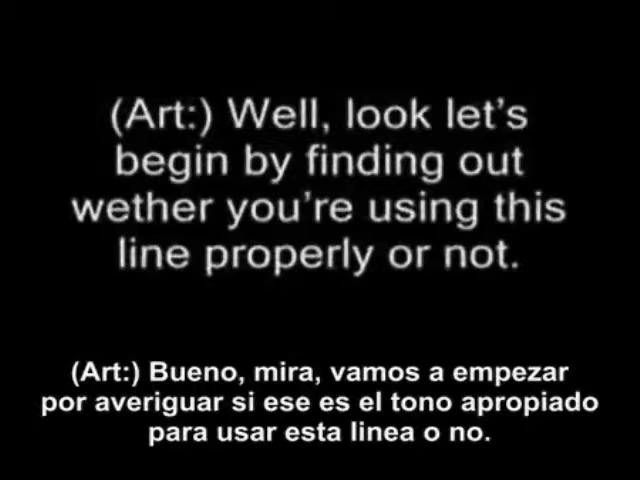 (Art:) Well, look let's
begin by finding out
wether you're using this
line properly or not.
(Art:) Bueno, mira, vamos a empezar
por averiguar si ese es el tono apropiado
para usar esta linea o no.